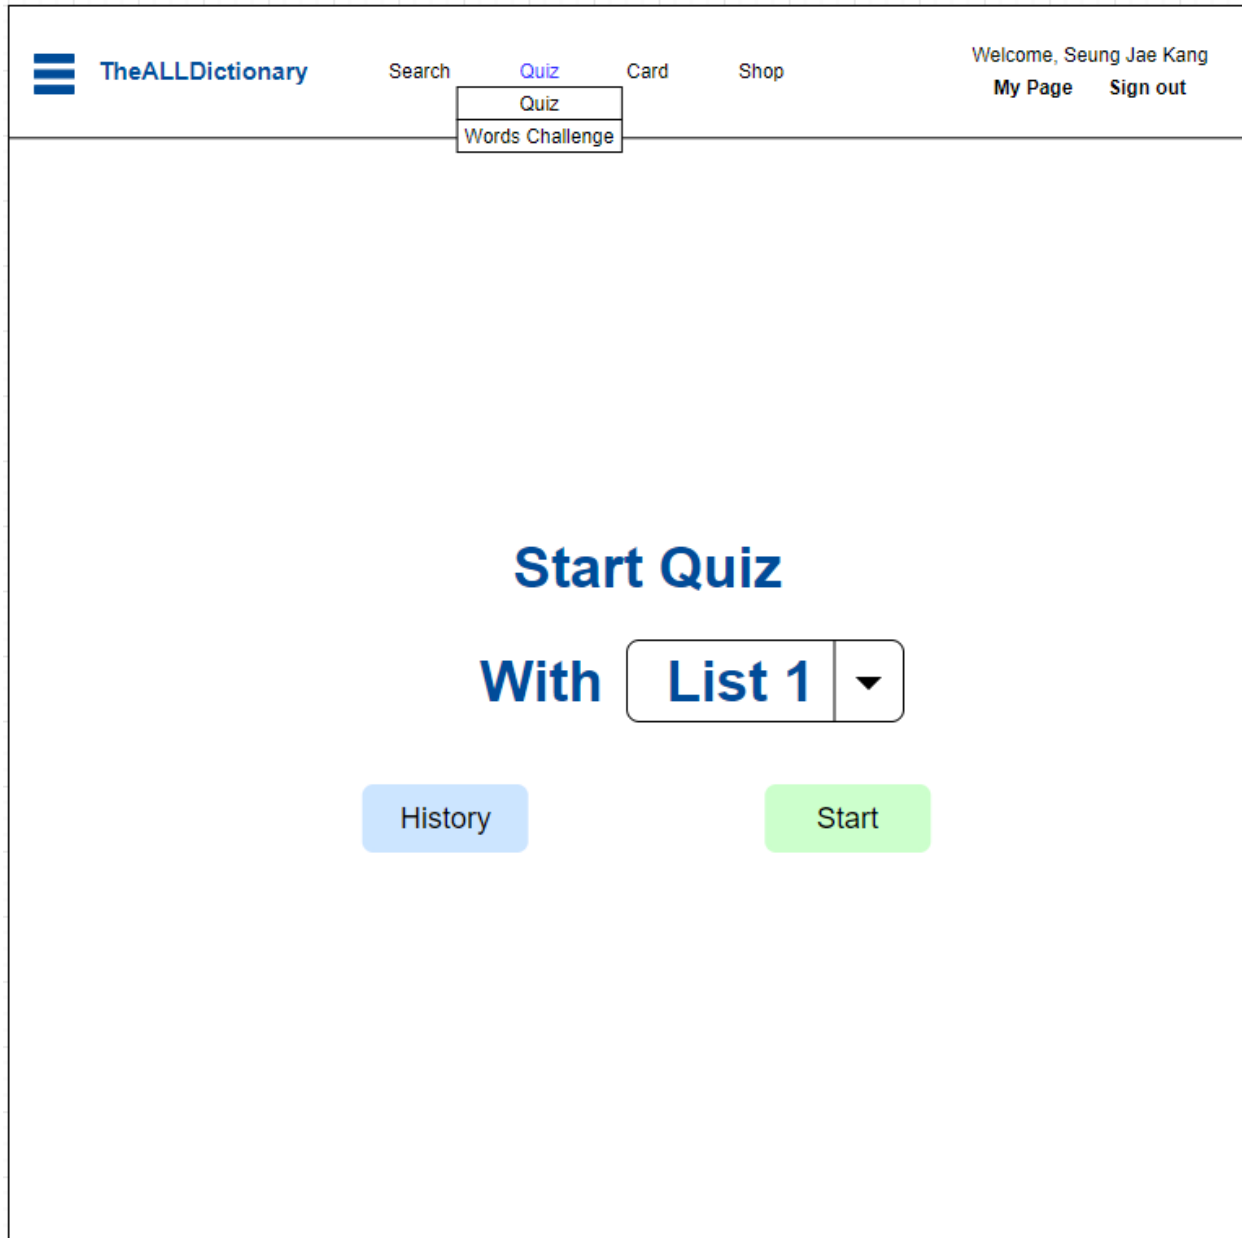 TheALLDictionary Search Quiz Card Shop
Welcome, Seung Jae Kang
My Page Sign out
Quiz
Words Challenge
Start Quiz
With List 1
History Start